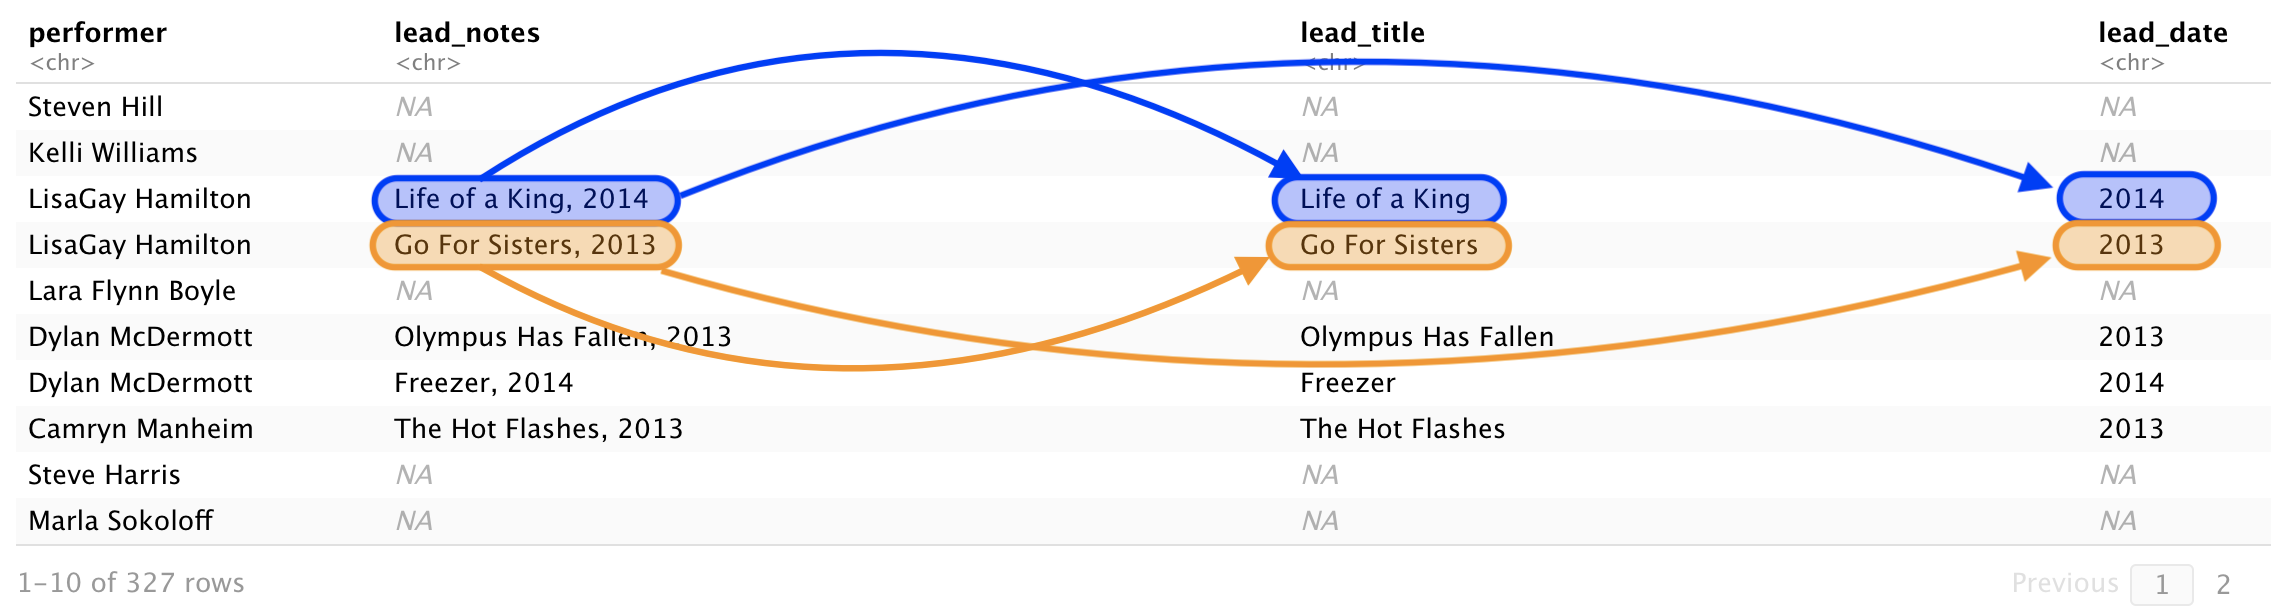 performer lead_notes lead_title lead_date
<chr> <chr> <chr> <chr>
Steven Hill NA NA NA
Kelli Williams NA NA NA
LisaGay Hamilton Life of a King, 2014 Life of a King 2014
LisaGay Hamilton Go For Sisters, 2013 Go For Sisters 2013
Lara Flynn Boyle NA NA NA
Dylan McDermott Olympus Has Fallen, 2013 Olympus Has Fallen 2013
Dylan McDermott Freezer, 2014 Freezer 2014
Camryn Manheim The Hot Flashes, 2013 The Hot Flashes 2013
Steve Harris NA NA NA
Marla Sokoloff NA NA NA
1-10 of 327 rows Previous 1 2